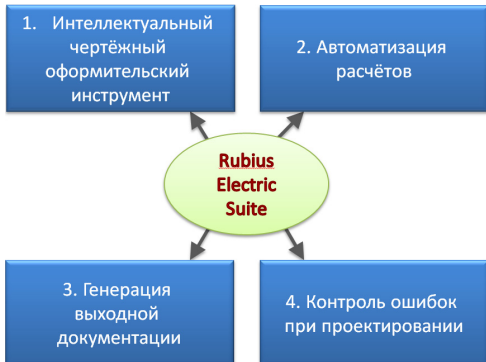 1. Интеллектуальный
чертёжный
оформительский
инструмент
2. Автоматизация
расчётов
Rubius
Electric
Suite
3. Генерация
выходной
документации
4. Контроль ошибок
при проектировании